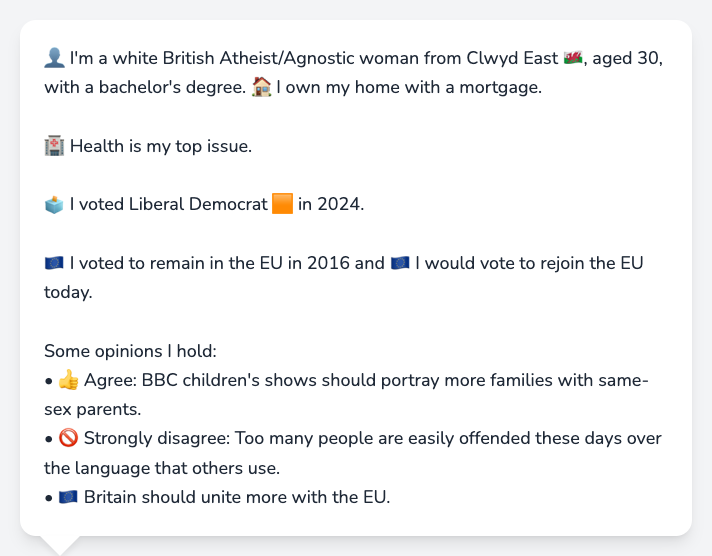 👤 I'm a white British Atheist/Agnostic woman from Clwyd East 🏴󠁧󠁢󠁷󠁬󠁳󠁿, aged 30,
with a bachelor's degree. 🏠 I own my home with a mortgage.
🏥 Health is my top issue.
🗳️ I voted Liberal Democrat 🟧 in 2024.
🇪🇺 I voted to remain in the EU in 2016 and 🇪🇺 I would vote to rejoin the EU
today.
Some opinions I hold:
• 👍 Agree: BBC children's shows should portray more families with same-
sex parents.
• 🚫 Strongly disagree: Too many people are easily offended these days over
the language that others use.
• 🇪🇺 Britain should unite more with the EU.